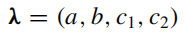 λ = (a, b, c₁, c₂)